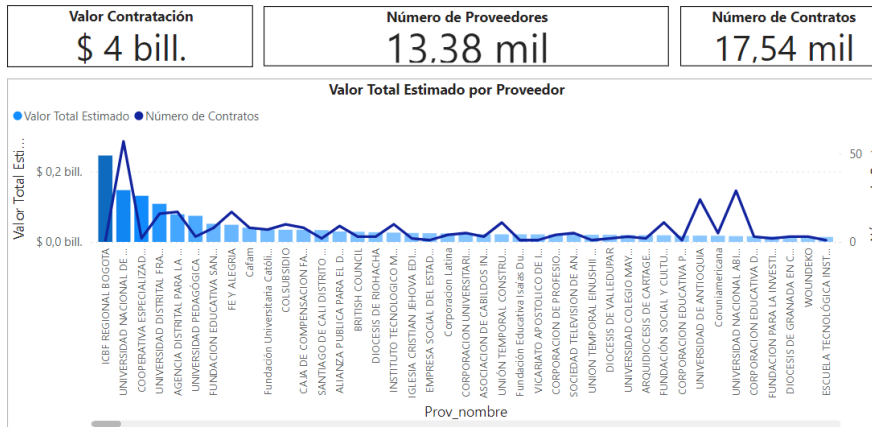 Valor Contratación
$ 4 bill.
Número de Proveedores
13,38 mil
Número de Contratos
17,54 mil
Valor Total Estimado por Proveedor
Valor Total Estimado Número de Contratos
Valor Total Esti...
$ 0,2 bill.
$ 0,0 bill.
50
0
ICBF REGIONAL BOGOTA
UNIVERSIDAD NACIONAL DE ...
COOPERATIVA ESPECIALIZAD...
UNIVERSIDAD DISTRITAL FRA...
AGENCIA DISTRITAL PARA LA ...
UNIVERSIDAD PEDAGÓGICA ...
FUNDACION EDUCATIVA SAN...
FE Y ALEGRIA
Cafam
Fundación Universitaria Católi...
COLSUBSIDIO
CAJA DE COMPENSACION FA...
SANTIAGO DE CALI DISTRITO ...
ALIANZA PUBLICA PARA EL D...
BRITISH COUNCIL
DIOCESIS DE RIOHACHA
INSTITUTO TECNOLOGICO M...
IGLESIA CRISTIAN JEHOVA EDI...
EMPRESA SOCIAL DEL ESTAD...
Corporacion Latina
CORPORACION UNIVERSITARI...
ASOCIACION DE CABILDOS IN...
UNIÓN TEMPORAL CONSTRU...
Fundación Educativa Isaías Du...
VICARIATO APOSTOLICO DE I...
CORPORACION DE PROFESIO...
SOCIEDAD TELEVISION DE AN...
UNION TEMPORAL EINUSHII ...
DIOCESIS DE VALLEDUPAR
UNIVERSIDAD COLEGIO MAY...
ARQUIDIOCESIS DE CARTAGE...
FUNDACIÓN SOCIAL Y CULTU...
CORPORACION EDUCATIVA P...
UNIVERSIDAD DE ANTIOQUIA
Coruniamericana
UNIVERSIDAD NACIONAL ABI...
CORPORACION EDUCATIVA D...
FUNDACION PARA LA INVESTI...
DIOCESIS DE GRANADA EN C...
WOUNDEKO
ESCUELA TECNOLÓGICA INST...
Prov_nombre